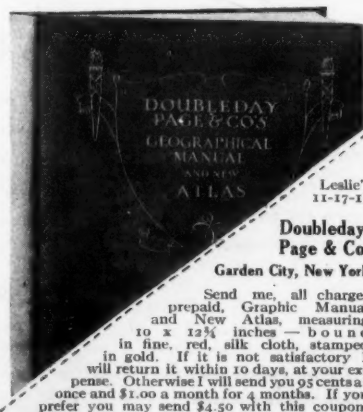 DOUBLEDAY
PAGE & CO'S
GEOGRAPHICAL
MANUAL
AND NEW
ATLAS
Leslie'
11-17-1
Doubleday
Page & Co
Garden City, New Yor
Send me, all charge
prepaid, Graphic Manua
and New Atlas, measuring
10 x 12¾ inches — bound
in fine, red, silk cloth, stamped
in gold. If it is not satisfactory
will return it within 10 days, at your ex
pense. Otherwise I will send you 95 cents a
once and $1.00 a month for 4 months. If you
prefer you may send $4.50 with this coup